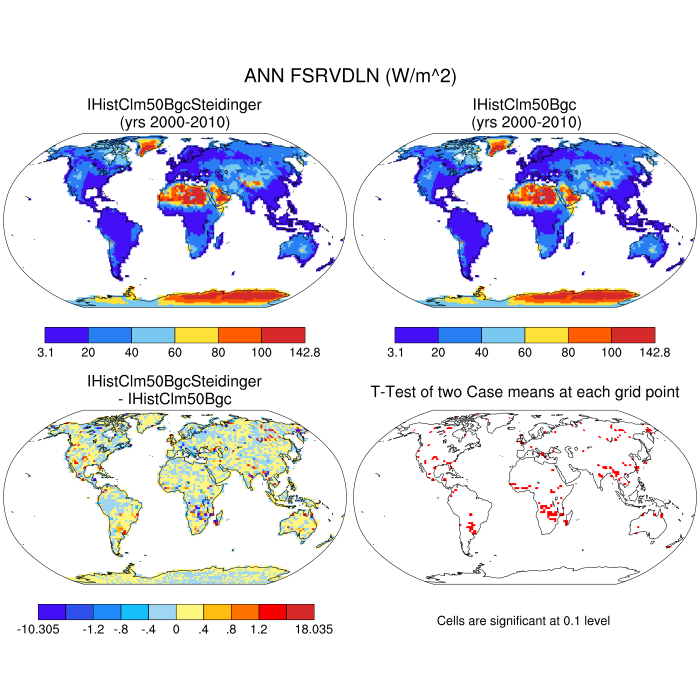 ANN FSRVDLN (W/m^2)
IHistClm50BgcSteidinger
(yrs 2000-2010)
IHistClm50Bgc
(yrs 2000-2010)
3.1 20 40 60 80 100 142.8
3.1 20 40 60 80 100 142.8
IHistClm50BgcSteidinger
- IHistClm50Bgc
T-Test of two Case means at each grid point
-10.305 -1.2 -.8 -.4 0 .4 .8 1.2 18.035
Cells are significant at 0.1 level